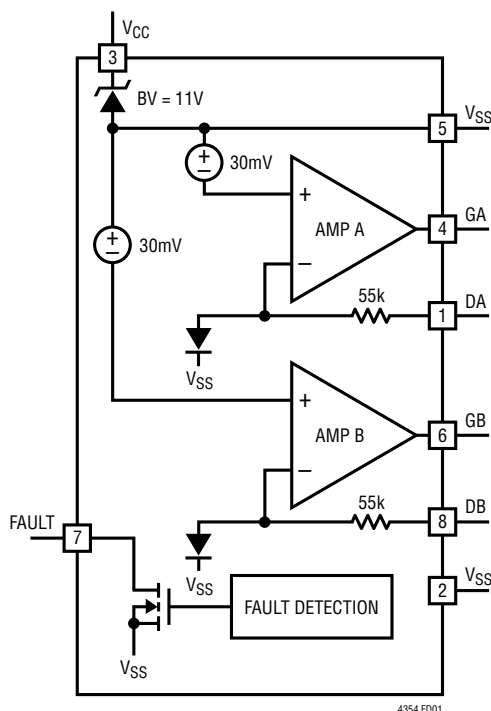 VCC
3
BV = 11V
5
VSS
+
−
30mV
+
AMP A
−
4
GA
+
−
30mV
55k
1
DA
VSS
+
AMP B
−
6
GB
55k
8
DB
FAULT
7
VSS
2
VSS
FAULT DETECTION
VSS
4354 FD01